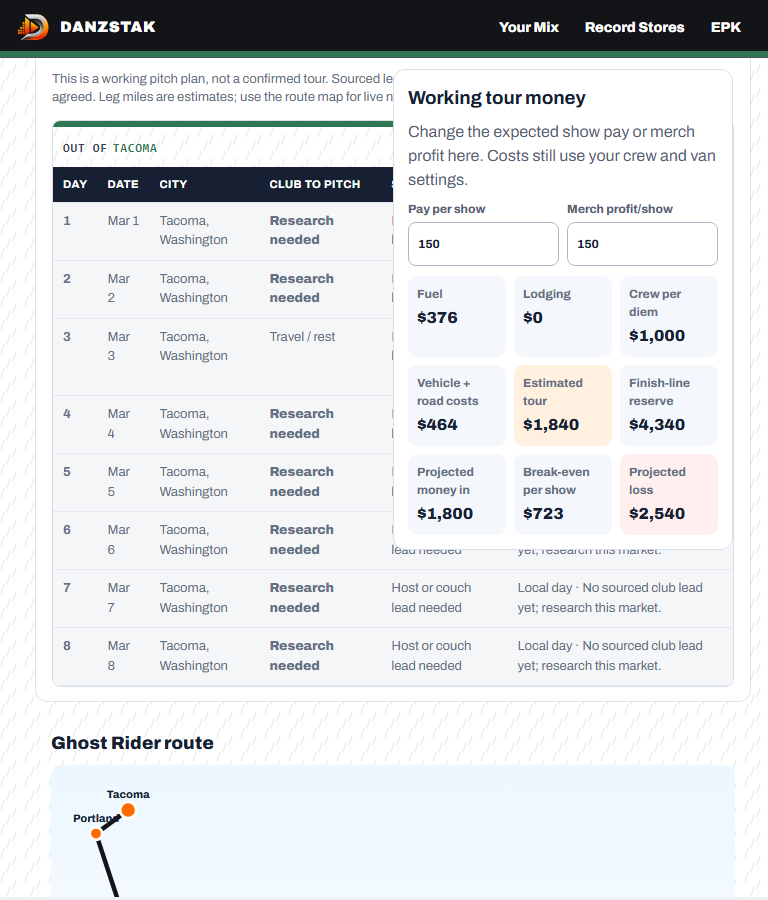 DANZSTAK
Your Mix Record Stores EPK
This is a working pitch plan, not a confirmed tour. Sourced
agreed. Leg miles are estimates; use the route map for live
OUT OF TACOMA
DAY DATE CITY CLUB TO PITCH
1 Mar 1 Tacoma, Washington Research needed
2 Mar 2 Tacoma, Washington Research needed
3 Mar 3 Tacoma, Washington Travel / rest
4 Mar 4 Tacoma, Washington Research needed
5 Mar 5 Tacoma, Washington Research needed
6 Mar 6 Tacoma, Washington Research needed lead needed yet; research this market.
7 Mar 7 Tacoma, Washington Research needed Host or couch lead needed Local day · No sourced club lead yet; research this market.
8 Mar 8 Tacoma, Washington Research needed Host or couch lead needed Local day · No sourced club lead yet; research this market.
Working tour money
Change the expected show pay or merch
profit here. Costs still use your crew and van
settings.
Pay per show Merch profit/show
150 150
Fuel
$376
Lodging
$0
Crew per
diem
$1,000
Vehicle +
road costs
$464
Estimated
tour
$1,840
Finish-line
reserve
$4,340
Projected
money in
$1,800
Break-even
per show
$723
Projected
loss
$2,540
Ghost Rider route
Tacoma
Portland